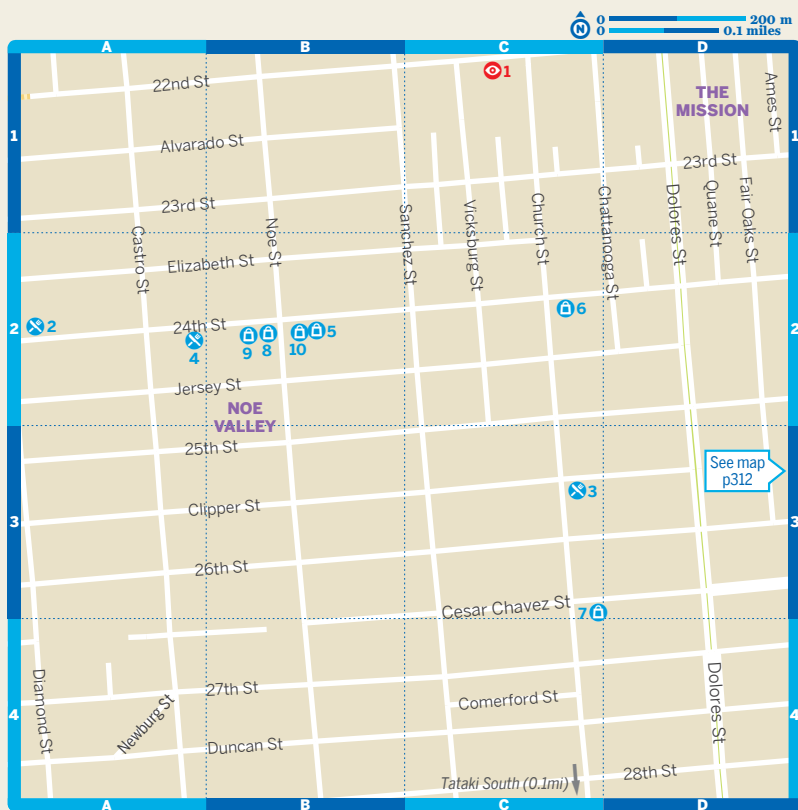 N
0 200 m
0 0.1 miles
A B C D
1
1
2
2
3
3
4
4
22nd St
1
THE
MISSION
Ames St
Alvarado St
23rd St
23rd St
Castro St
Noe St
Sanchez St
Vicksburg St
Church St
Chattanooga St
Dolores St
Quane St
Fair Oaks St
Elizabeth St
2
24th St
4
9
8
10
5
6
Jersey St
NOE
VALLEY
25th St
See map
p312
3
Clipper St
26th St
Cesar Chavez St
7
Diamond St
Newburg St
27th St
Comerford St
Dolores St
Duncan St
Tataki South (0.1mi)
28th St
A B C D